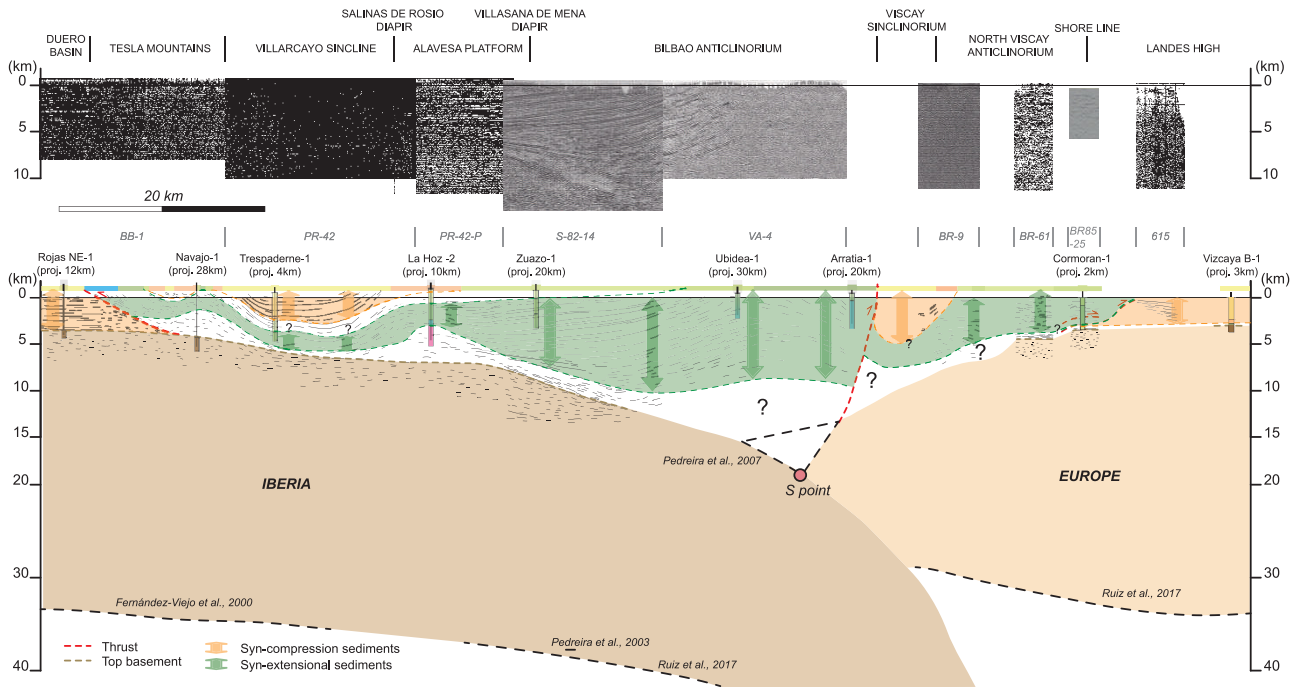 SALINAS DE ROSIO
DIAPIR
VILLASANA DE MENA
DIAPIR
DUERO
BASIN
TESLA MOUNTAINS
VILLARCAYO SINCLINE
ALAVESA PLATFORM
BILBAO ANTICLINORIUM
VISCAY
SINCLINORIUM
NORTH VISCAY
ANTICLINORIUM
SHORE LINE
LANDES HIGH
(km)
(km)
0
0
5
5
10
10
20 km
BB-1
PR-42
PR-42-P
S-82-14
VA-4
BR-9
BR-61
BR85
-25
615
Rojas NE-1
(proj. 12km)
Navajo-1
(proj. 28km)
Trespaderne-1
(proj. 4km)
La Hoz -2
(proj. 10km)
Zuazo-1
(proj. 20km)
Ubidea-1
(proj. 30km)
Arratia-1
(proj. 20km)
Cormoran-1
(proj. 2km)
Vizcaya B-1
(proj. 3km)
(km)
(km)
0
0
?
?
?
?
5
5
?
?
10
10
?
15
15
Pedreira et al., 2007
20
20
S point
IBERIA
EUROPE
30
30
Fernández-Viejo et al., 2000
Ruiz et al., 2017
Pedreira et al., 2003
Ruiz et al., 2017
Thrust
Top basement
Syn-compression sediments
Syn-extensional sediments
40
40